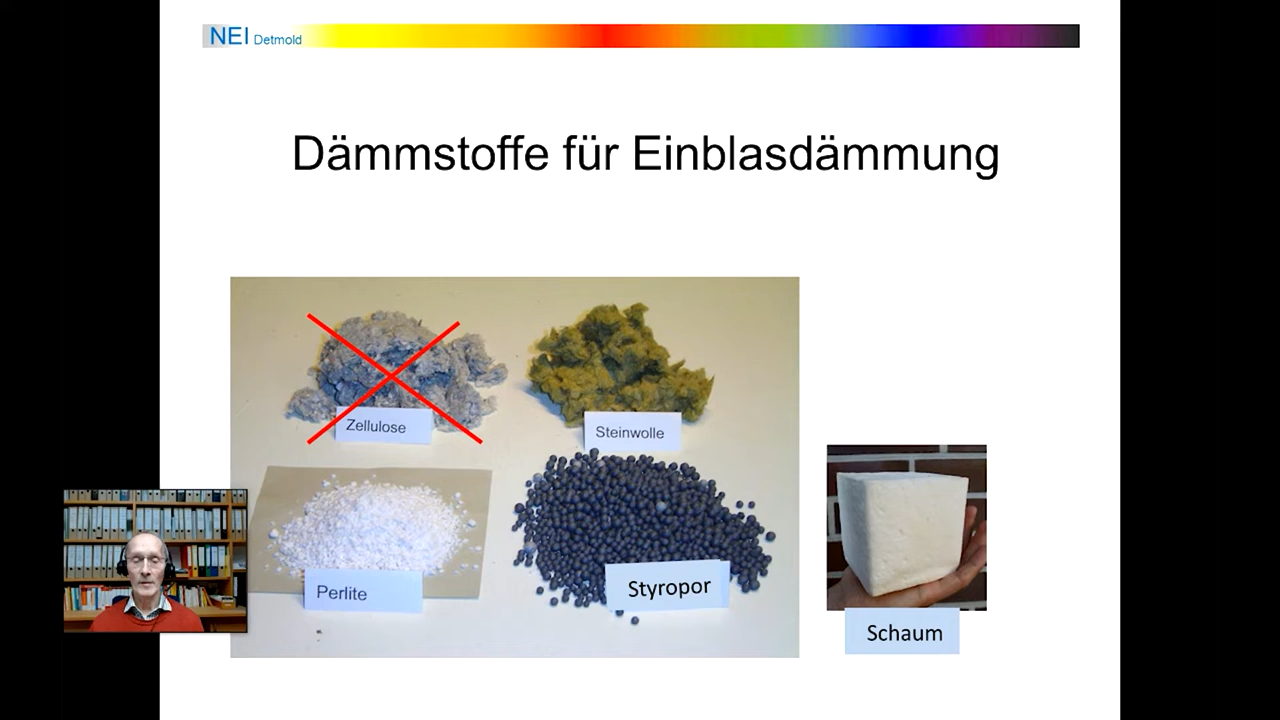 NEI Detmold
Dämmstoffe für Einblasdämmung
Zellulose
Steinwolle
Perlite
Styropor
Schaum